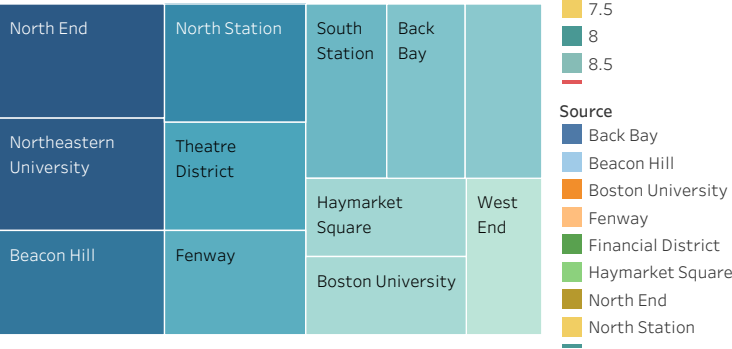 North End
North Station
South
Station
Back
Bay
Northeastern
University
Theatre
District
Haymarket
Square
West
End
Beacon Hill
Fenway
Boston University
7.5
8
8.5
Source
Back Bay
Beacon Hill
Boston University
Fenway
Financial District
Haymarket Square
North End
North Station